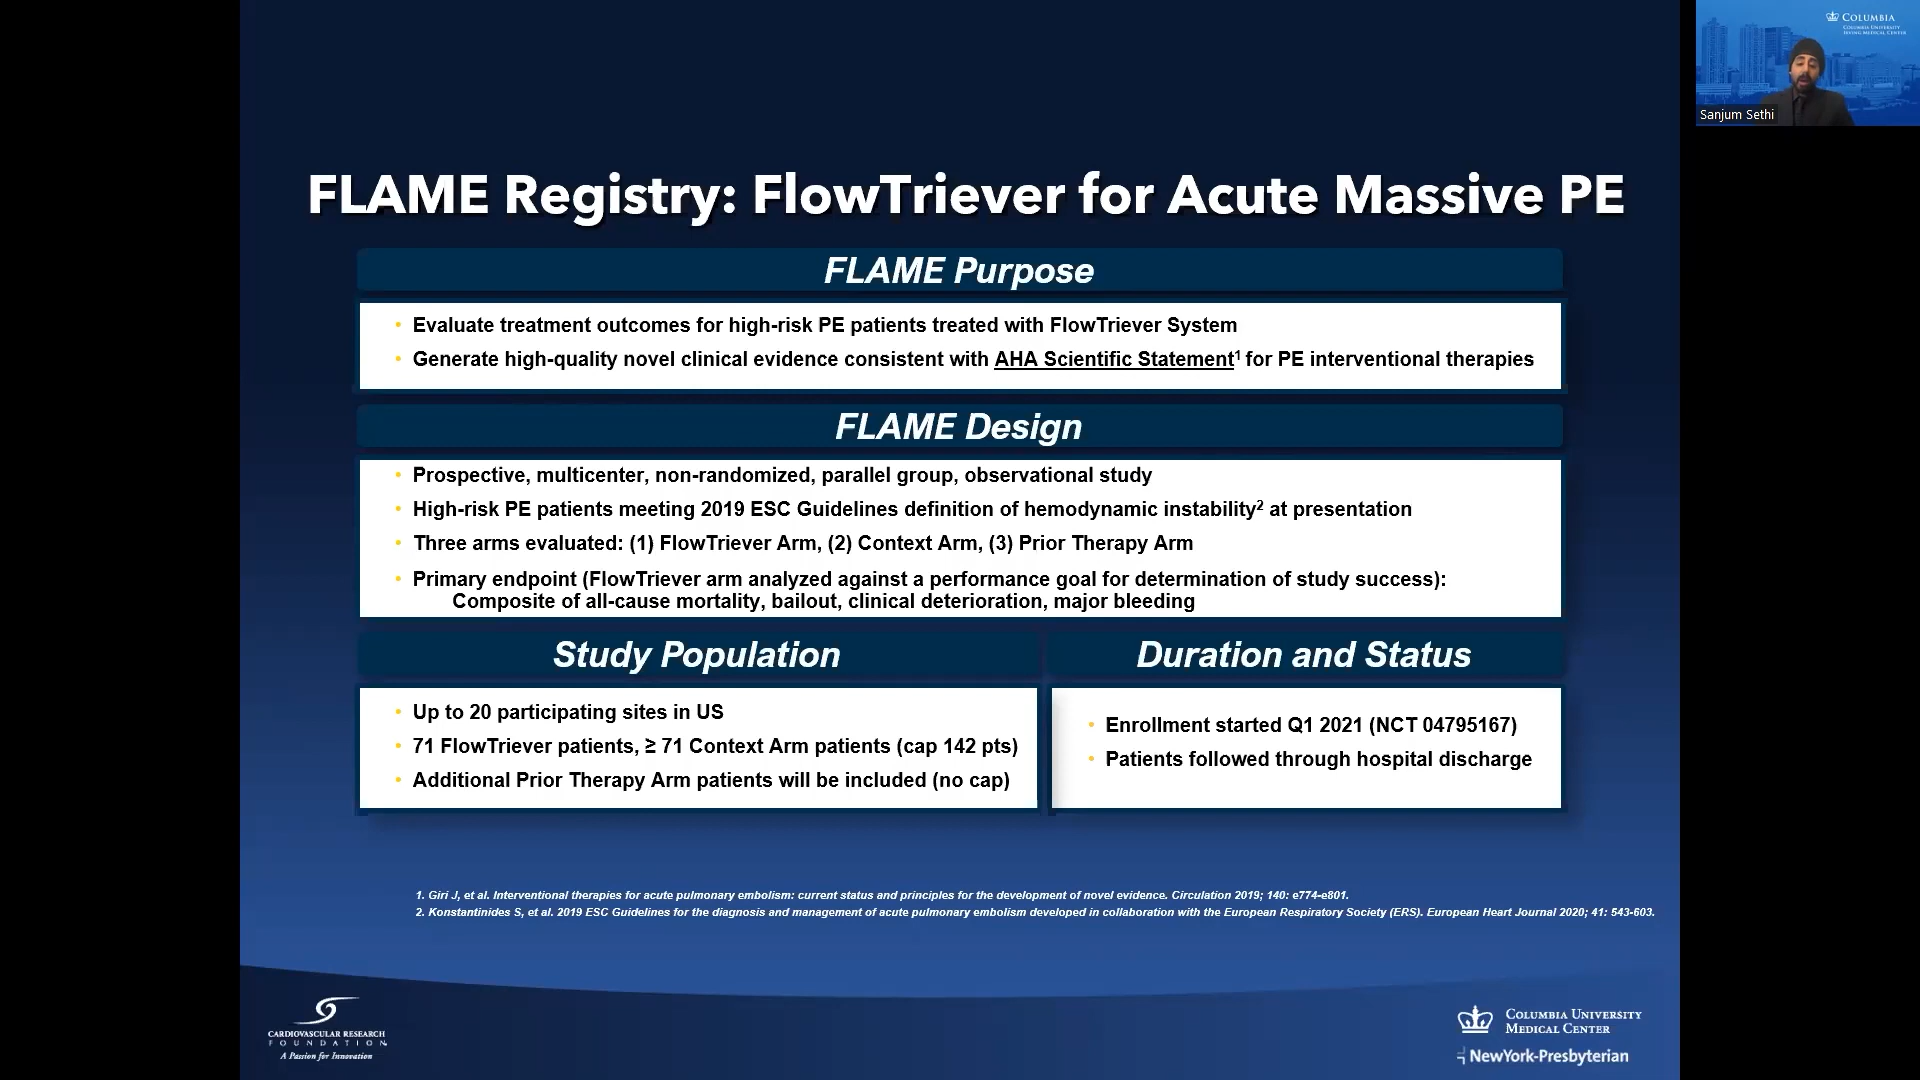 COLUMBIA
COLUMBIA UNIVERSITY
IRVING MEDICAL CENTER
Sanjum Sethi
FLAME Registry: FlowTriever for Acute Massive PE
FLAME Purpose
• Evaluate treatment outcomes for high-risk PE patients treated with FlowTriever System
• Generate high-quality novel clinical evidence consistent with AHA Scientific Statement¹ for PE interventional therapies
FLAME Design
• Prospective, multicenter, non-randomized, parallel group, observational study
• High-risk PE patients meeting 2019 ESC Guidelines definition of hemodynamic instability² at presentation
• Three arms evaluated: (1) FlowTriever Arm, (2) Context Arm, (3) Prior Therapy Arm
• Primary endpoint (FlowTriever arm analyzed against a performance goal for determination of study success):
Composite of all-cause mortality, bailout, clinical deterioration, major bleeding
Study Population
• Up to 20 participating sites in US
• 71 FlowTriever patients, ≥ 71 Context Arm patients (cap 142 pts)
• Additional Prior Therapy Arm patients will be included (no cap)
Duration and Status
• Enrollment started Q1 2021 (NCT 04795167)
• Patients followed through hospital discharge
1. Giri J, et al. Interventional therapies for acute pulmonary embolism: current status and principles for the development of novel evidence. Circulation 2019; 140: e774-e801.
2. Konstantinides S, et al. 2019 ESC Guidelines for the diagnosis and management of acute pulmonary embolism developed in collaboration with the European Respiratory Society (ERS). European Heart Journal 2020; 41: 543-603.
CARDIOVASCULAR RESEARCH
FOUNDATION
A Passion for Innovation
COLUMBIA UNIVERSITY
MEDICAL CENTER
NewYork-Presbyterian